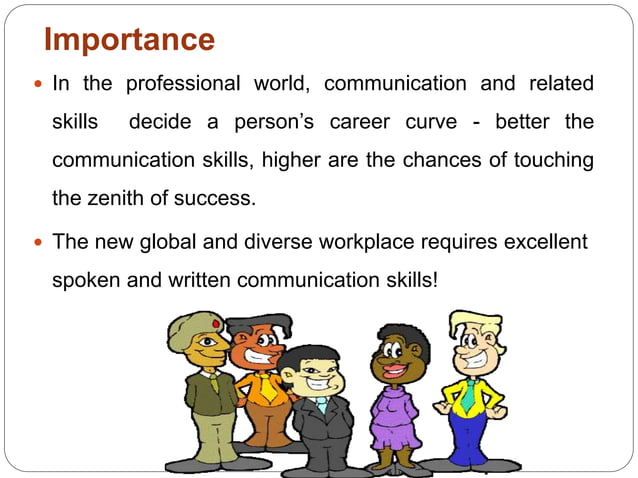 Importance
• In the professional world, communication and related
skills decide a person's career curve - better the
communication skills, higher are the chances of touching
the zenith of success.
• The new global and diverse workplace requires excellent
spoken and written communication skills!